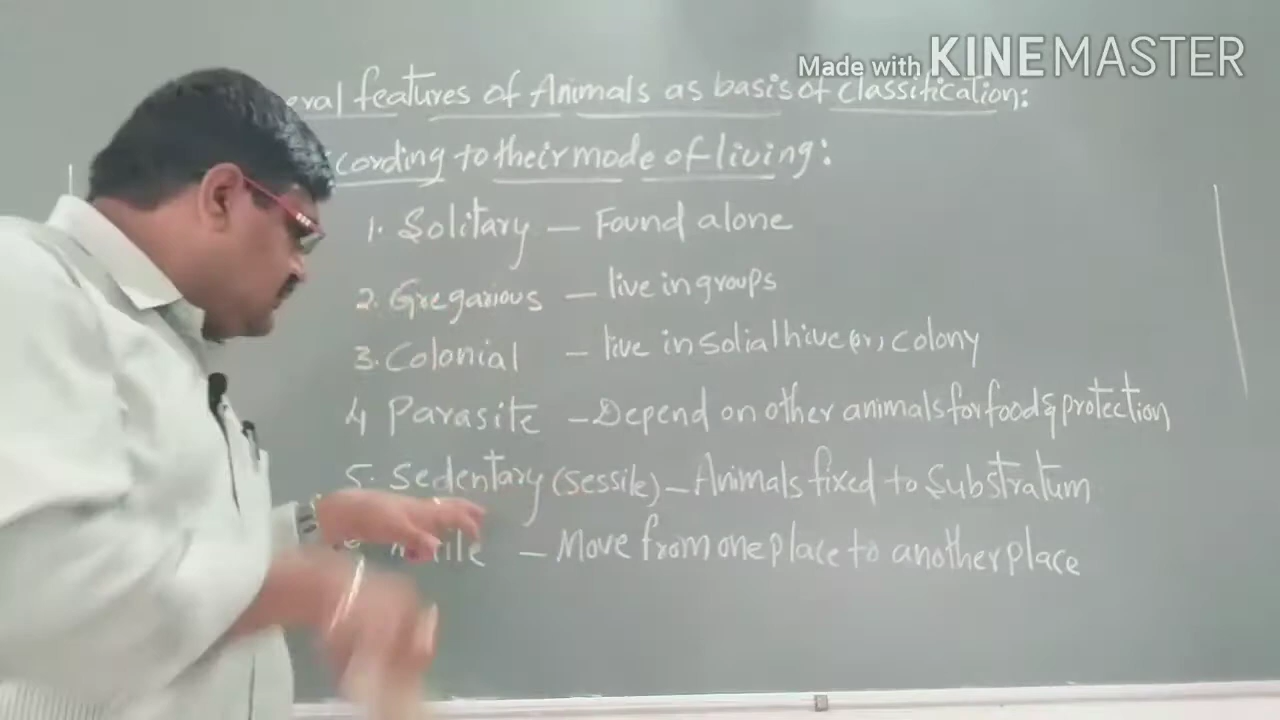 Made with KINEMASTER
eral features of Animals as basis of classification:
cording to their mode of living:
1. Solitary – Found alone
2. Gregarious – live in groups
3. Colonial – live in solial hive (or) colony
4 Parasite – Depend on other animals for food & protection
5. Sedentary (sessile) – Animals fixed to Substratum
– Move from one place to another place